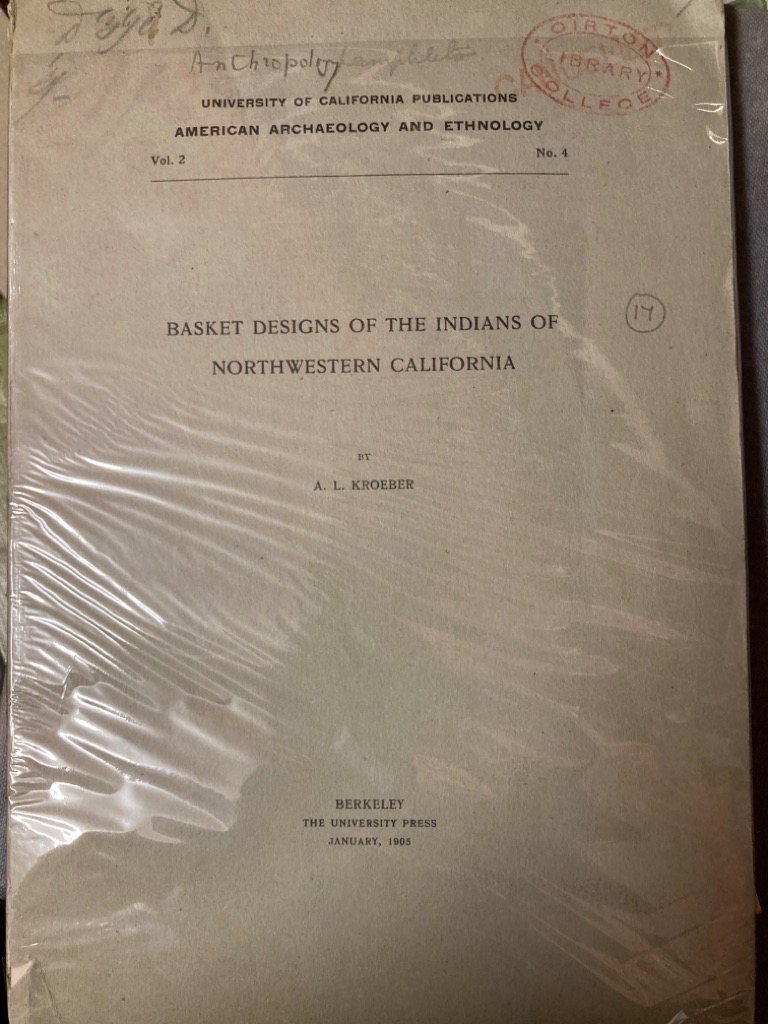 Anthropology pamphlets
GIRTON
LIBRARY
COLLEGE
UNIVERSITY OF CALIFORNIA PUBLICATIONS
AMERICAN ARCHAEOLOGY AND ETHNOLOGY
Vol. 2 No. 4
BASKET DESIGNS OF THE INDIANS OF
NORTHWESTERN CALIFORNIA
14
BY
A. L. KROEBER
BERKELEY
THE UNIVERSITY PRESS
JANUARY, 1905